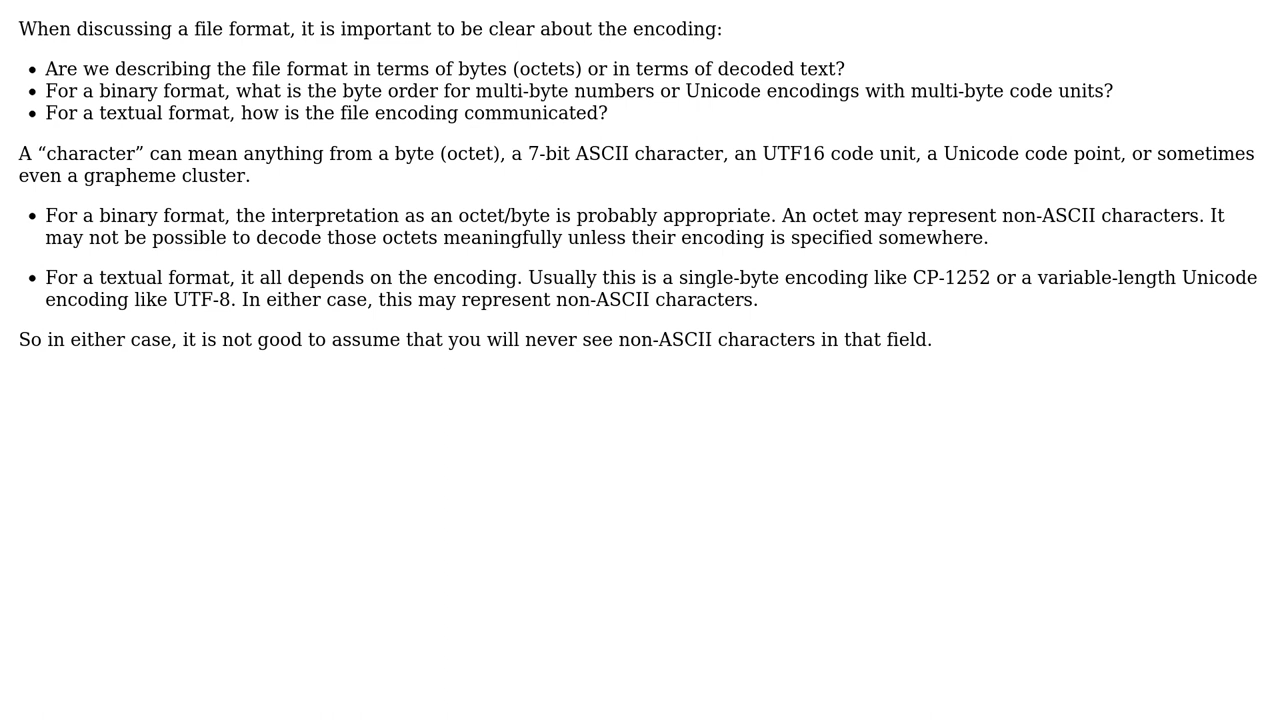 When discussing a file format, it is important to be clear about the encoding:
• Are we describing the file format in terms of bytes (octets) or in terms of decoded text?
• For a binary format, what is the byte order for multi-byte numbers or Unicode encodings with multi-byte code units?
• For a textual format, how is the file encoding communicated?
A “character” can mean anything from a byte (octet), a 7-bit ASCII character, an UTF16 code unit, a Unicode code point, or sometimes
even a grapheme cluster.
• For a binary format, the interpretation as an octet/byte is probably appropriate. An octet may represent non-ASCII characters. It
may not be possible to decode those octets meaningfully unless their encoding is specified somewhere.
• For a textual format, it all depends on the encoding. Usually this is a single-byte encoding like CP-1252 or a variable-length Unicode
encoding like UTF-8. In either case, this may represent non-ASCII characters.
So in either case, it is not good to assume that you will never see non-ASCII characters in that field.